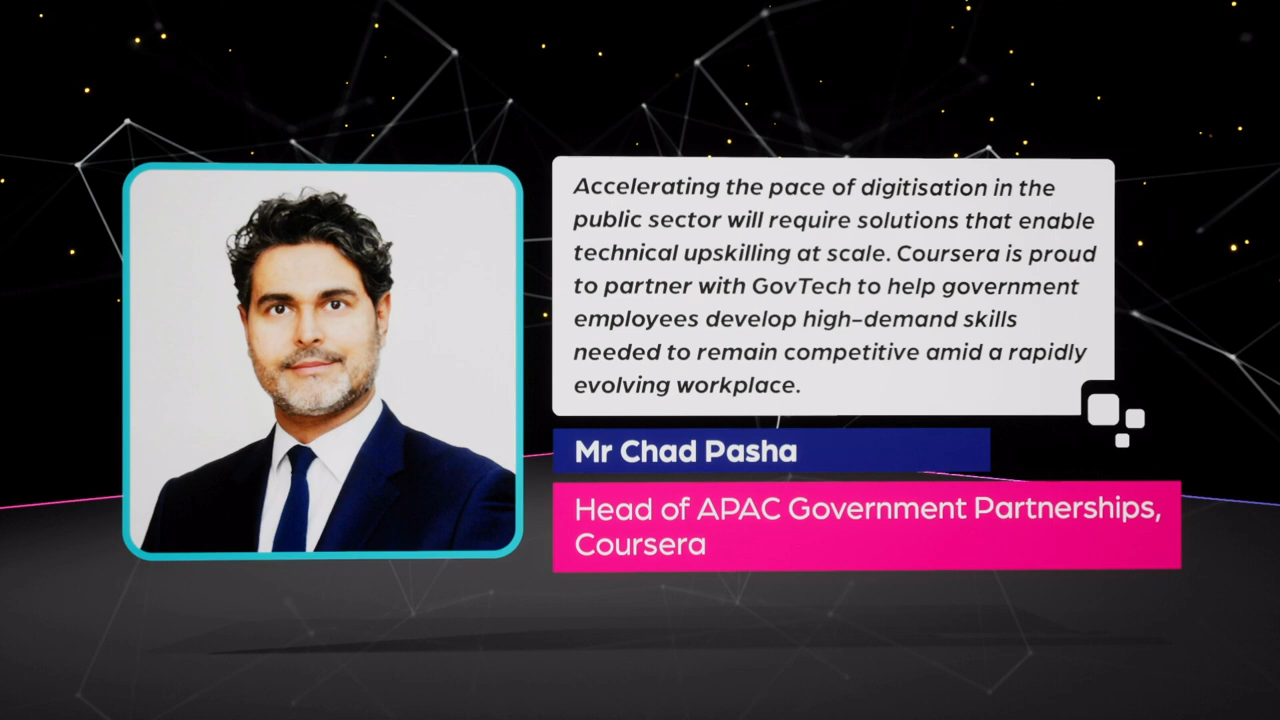 Accelerating the pace of digitisation in the
public sector will require solutions that enable
technical upskilling at scale. Coursera is proud
to partner with GovTech to help government
employees develop high-demand skills
needed to remain competitive amid a rapidly
evolving workplace.
Mr Chad Pasha
Head of APAC Government Partnerships,
Coursera